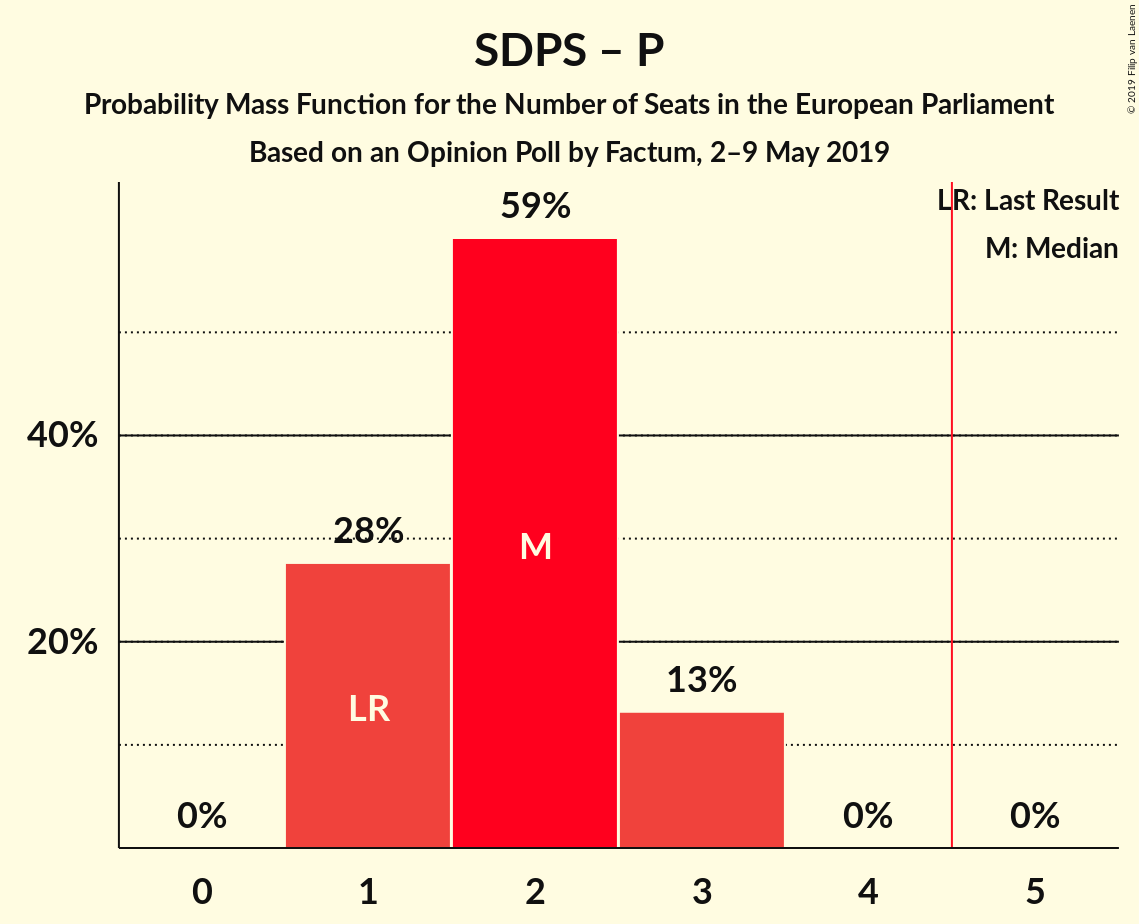 SDPS – P
Probability Mass Function for the Number of Seats in the European Parliament
Based on an Opinion Poll by Factum, 2–9 May 2019
© 2019 Filip van Laenen
LR: Last Result
M: Median
59%
40%
28%
M
20%
13%
LR
0%
0%
0%
0
1
2
3
4
5